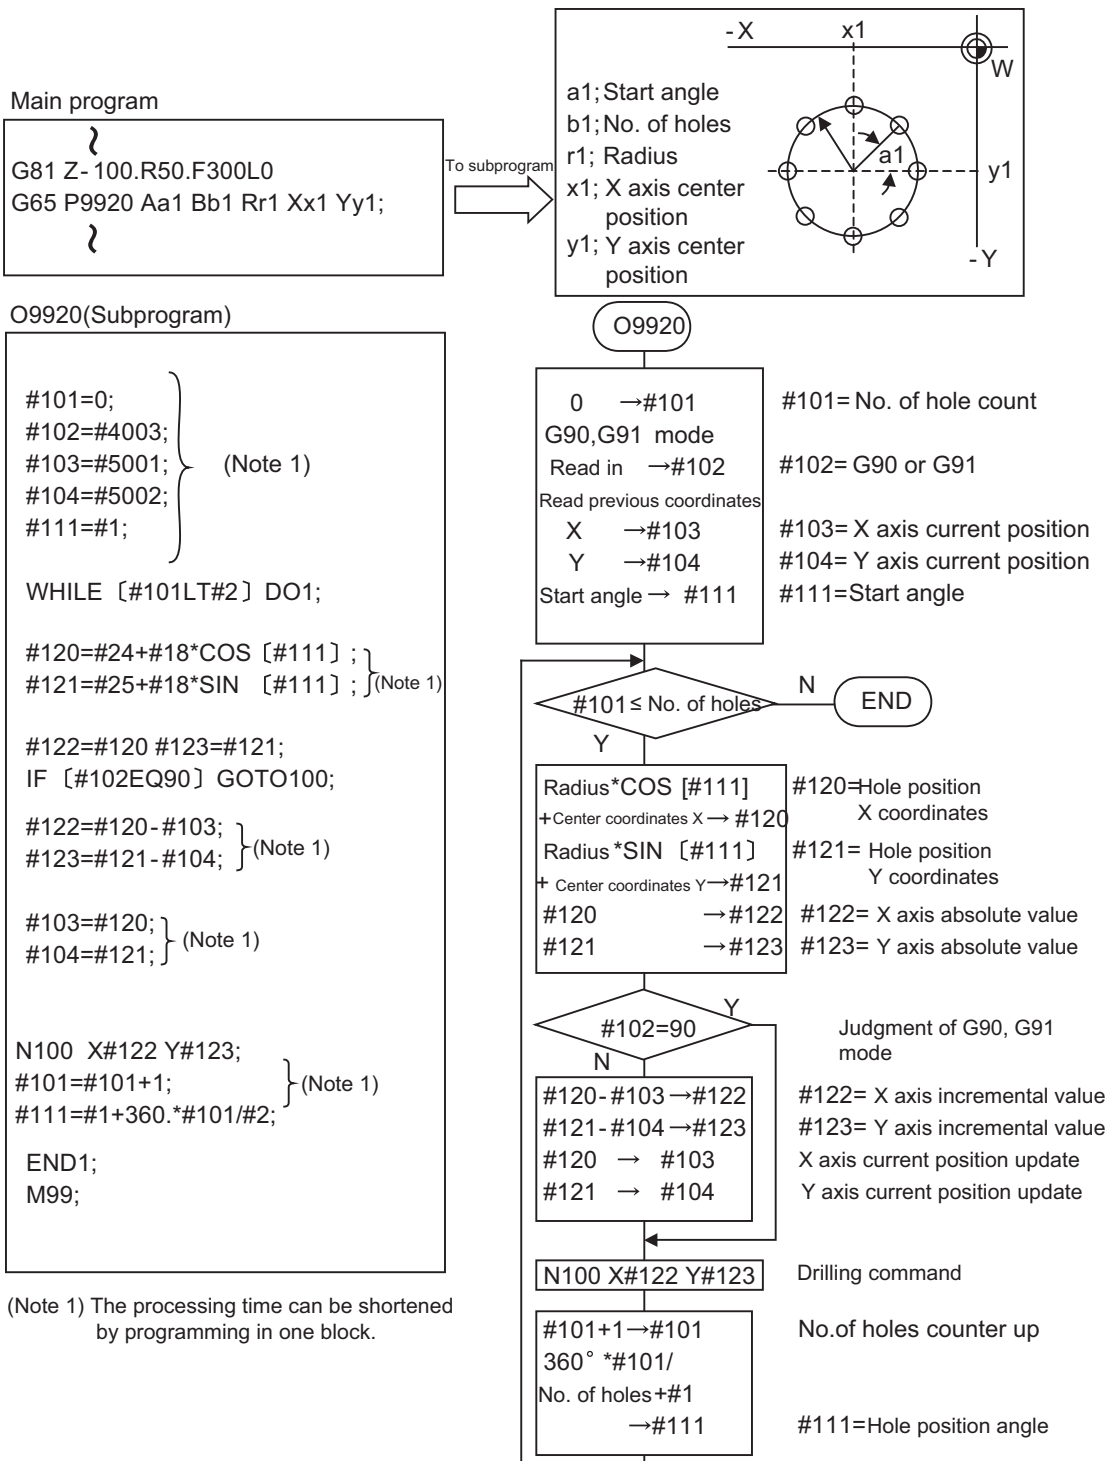 Main program
G81 Z-100.R50.F300L0
G65 P9920 Aa1 Bb1 Rr1 Xx1 Yy1;
To subprogram
-X
x1
W
a1;Start angle
b1;No. of holes
r1; Radius
x1; X axis center
position
y1; Y axis center
position
a1
y1
-Y
O9920(Subprogram)
#101=0;
#102=#4003;
#103=#5001;
#104=#5002;
#111=#1;
(Note 1)
WHILE〔#101LT#2〕DO1;
#120=#24+#18*COS〔#111〕;
#121=#25+#18*SIN〔#111〕;
(Note 1)
#122=#120 #123=#121;
IF〔#102EQ90〕GOTO100;
#122=#120-#103;
#123=#121-#104;
(Note 1)
#103=#120;
#104=#121;
(Note 1)
N100 X#122 Y#123;
#101=#101+1;
#111=#1+360.*#101/#2;
(Note 1)
END1;
M99;
(Note 1) The processing time can be shortened
by programming in one block.
O9920
0 →#101
G90,G91 mode
Read in →#102
Read previous coordinates
X →#103
Y →#104
Start angle → #111
#101= No. of hole count
#102= G90 or G91
#103= X axis current position
#104= Y axis current position
#111=Start angle
#101≤ No. of holes
N
END
Y
Radius*COS [#111]
+Center coordinates X→ #120
Radius*SIN〔#111〕
+ Center coordinates Y→#121
#120 →#122
#121 →#123
#120=Hole position
X coordinates
#121= Hole position
Y coordinates
#122= X axis absolute value
#123= Y axis absolute value
#102=90
Y
N
Judgment of G90, G91
mode
#120-#103→#122
#121-#104→#123
#120 → #103
#121 → #104
#122= X axis incremental value
#123= Y axis incremental value
X axis current position update
Y axis current position update
N100 X#122 Y#123
Drilling command
#101+1→#101
360° *#101/
No. of holes+#1
→#111
No.of holes counter up
#111=Hole position angle